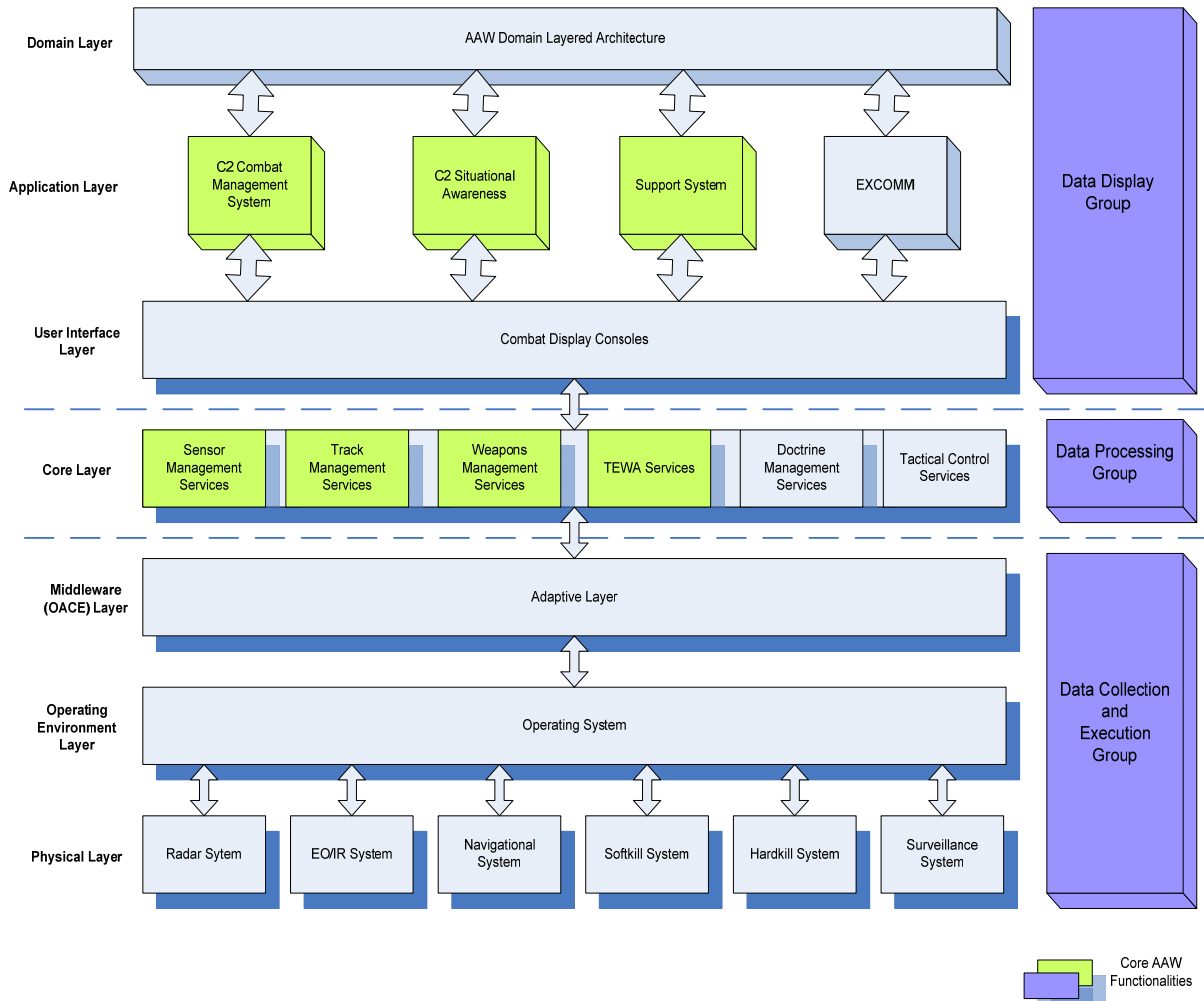 Domain Layer
AAW Domain Layered Architecture
Application Layer
C2 Combat
Management
System
C2 Situational
Awareness
Support System
EXCOMM
Data Display
Group
User Interface
Layer
Combat Display Consoles
Core Layer
Sensor
Management
Services
Track
Management
Services
Weapons
Management
Services
TEWA Services
Doctrine
Management
Services
Tactical Control
Services
Data Processing
Group
Middleware
(OACE) Layer
Adaptive Layer
Operating
Environment
Layer
Operating System
Data Collection
and
Execution
Group
Physical Layer
Radar Sytem
EO/IR System
Navigational
System
Softkill System
Hardkill System
Surveillance
System
Core AAW
Functionalities